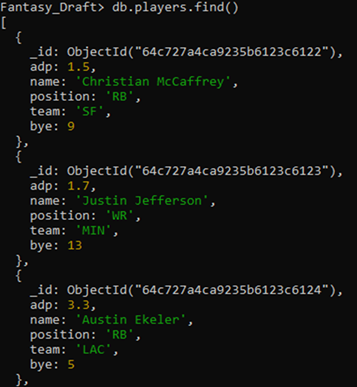 Fantasy_Draft> db.players.find()
[
  {
    _id: ObjectId("64c727a4ca9235b6123c6122"),
    adp: 1.5,
    name: 'Christian McCaffrey',
    position: 'RB',
    team: 'SF',
    bye: 9
  },
  {
    _id: ObjectId("64c727a4ca9235b6123c6123"),
    adp: 1.7,
    name: 'Justin Jefferson',
    position: 'WR',
    team: 'MIN',
    bye: 13
  },
  {
    _id: ObjectId("64c727a4ca9235b6123c6124"),
    adp: 3.3,
    name: 'Austin Ekeler',
    position: 'RB',
    team: 'LAC',
    bye: 5
  },